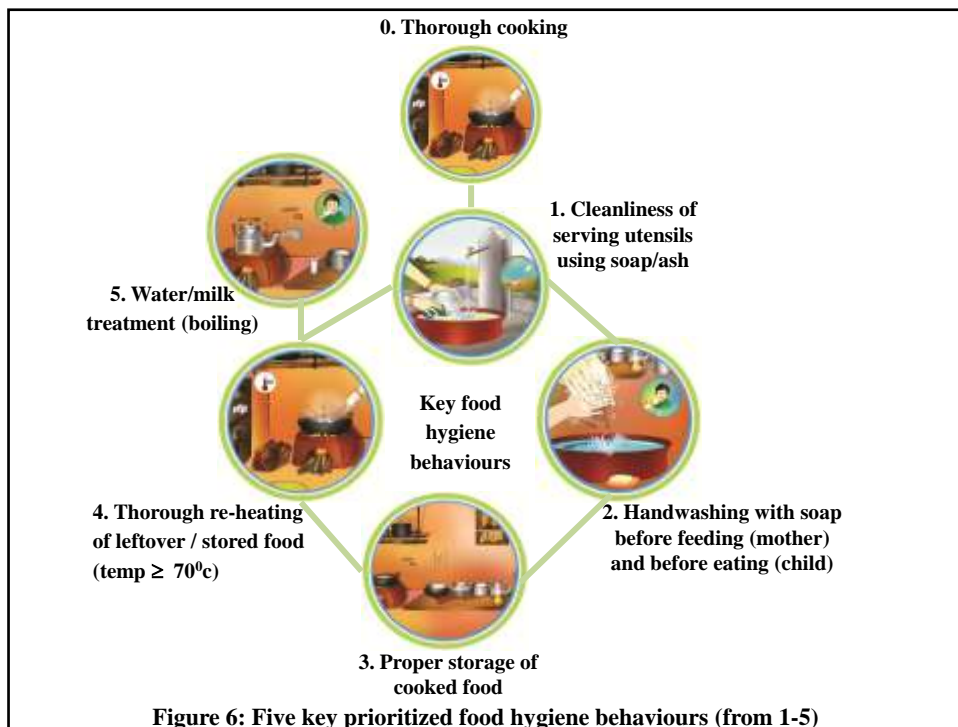 0. Thorough cooking
1. Cleanliness of
serving utensils
using soap/ash
5. Water/milk
treatment (boiling)
Key food
hygiene
behaviours
4. Thorough re-heating
of leftover / stored food
(temp ≥ 70⁰c)
2. Handwashing with soap
before feeding (mother)
and before eating (child)
3. Proper storage of
cooked food
Figure 6: Five key prioritized food hygiene behaviours (from 1-5)